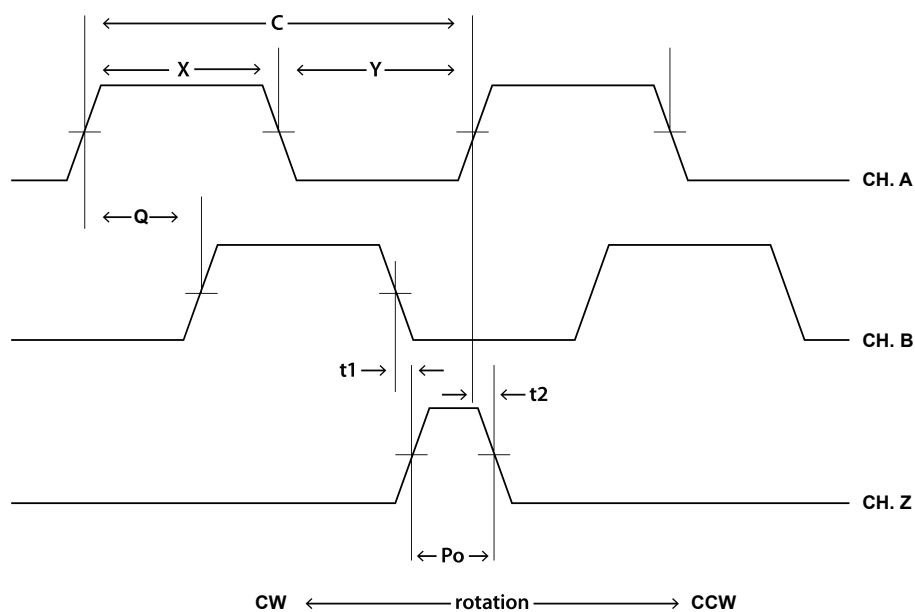 C
X
Y
CH. A
Q
CH. B
t1
t2
CH. Z
Po
CW rotation CCW